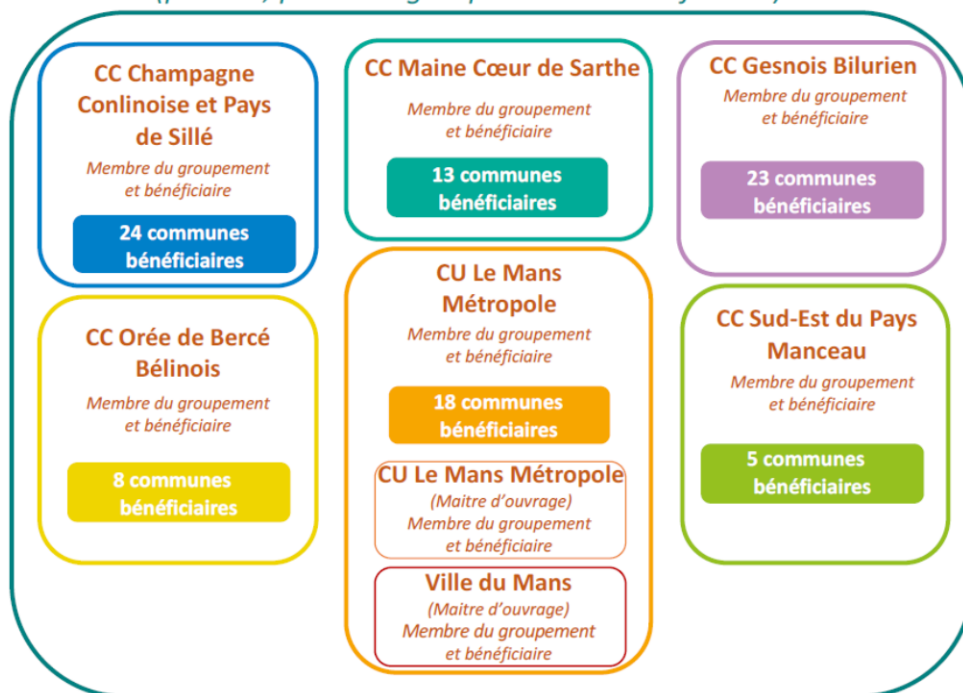 CC Champagne
Conlinoise et Pays
de Sillé
Membre du groupement
et bénéficiaire
24 communes
bénéficiaires
CC Maine Cœur de Sarthe
Membre du groupement
et bénéficiaire
13 communes
bénéficiaires
CC Gesnois Bilurien
Membre du groupement
et bénéficiaire
23 communes
bénéficiaires
CC Orée de Bercé
Bélinois
Membre du groupement
et bénéficiaire
8 communes
bénéficiaires
CU Le Mans
Métropole
Membre du groupement
et bénéficiaire
18 communes
bénéficiaires
CU Le Mans Métropole
(Maitre d’ouvrage)
Membre du groupement
et bénéficiaire
Ville du Mans
(Maitre d’ouvrage)
Membre du groupement
et bénéficiaire
CC Sud-Est du Pays
Manceau
Membre du groupement
et bénéficiaire
5 communes
bénéficiaires